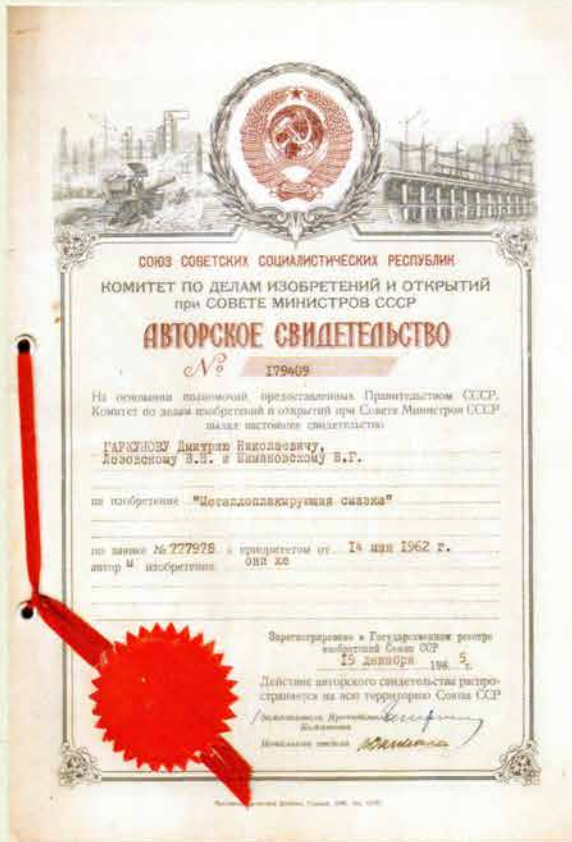 СОЮЗ СОВЕТСКИХ СОЦИАЛИСТИЧЕСКИХ РЕСПУБЛИК
КОМИТЕТ ПО ДЕЛАМ ИЗОБРЕТЕНИЙ И ОТКРЫТИЙ
при СОВЕТЕ МИНИСТРОВ СССР
АВТОРСКОЕ СВИДЕТЕЛЬСТВО
№ 179409
На основании полномочий, предоставленных Правительством СССР,
Комитет по делам изобретений и открытий при Совете Министров СССР
выдал настоящее свидетельство
ГАРКУНОВУ Дмитрию Николаевичу,
Лозовскому В.Н. и Шимановскому В.Г.
на изобретение "Металлоплакирующая смазка"
по заявке № 777978 с приоритетом от 14 мая 1962 г.
автор ы изобретения они же
Зарегистрировано в Государственном реестре
изобретений Союза ССР
15 декабря 1965 г.
Действие авторского свидетельства распро-
страняется на всю территорию Союза ССР
Комитета
Начальник отдела